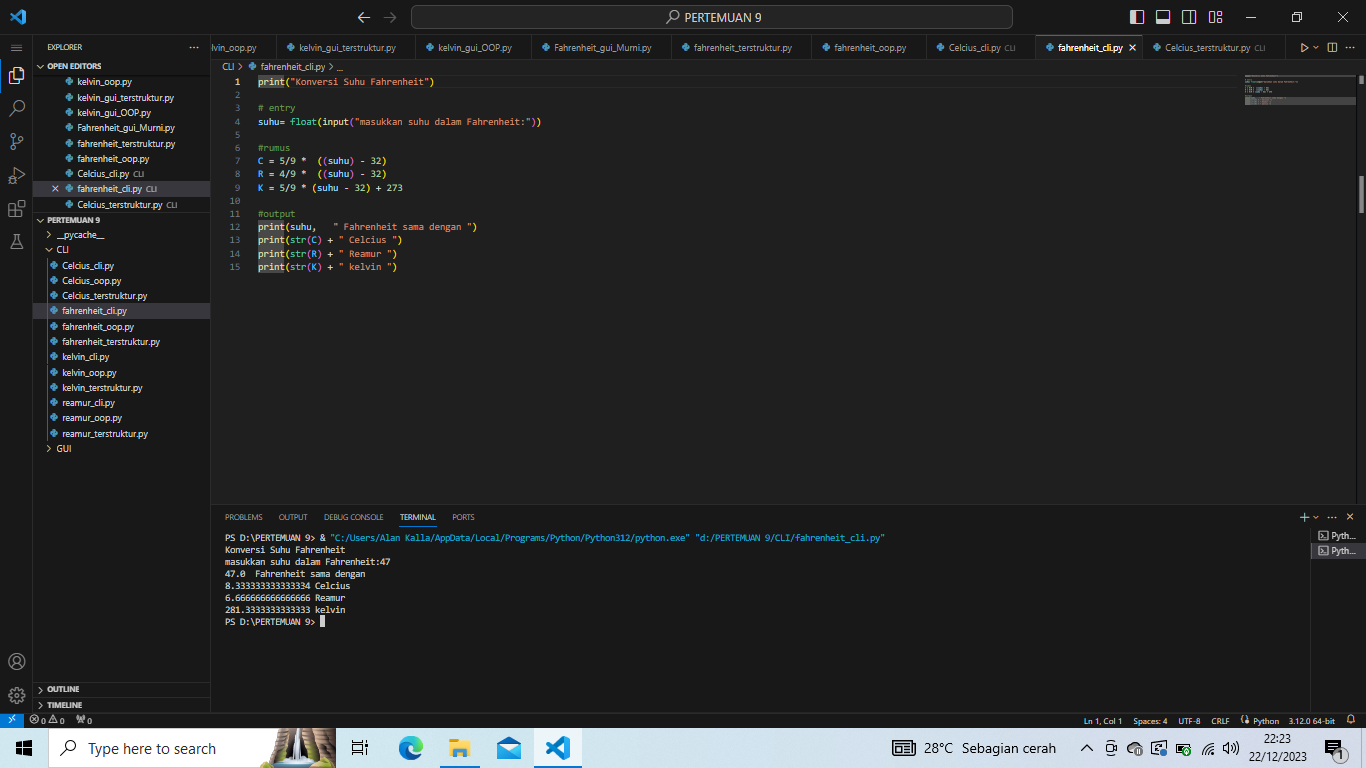 PERTEMUAN 9
EXPLORER
lvin_oop.py
kelvin_gui_terstruktur.py
kelvin_gui_OOP.py
Fahrenheit_gui_Murni.py
fahrenheit_terstruktur.py
fahrenheit_oop.py
Celcius_cli.py CLI
fahrenheit_cli.py
Celcius_terstruktur.py CLI
OPEN EDITORS
kelvin_oop.py
kelvin_gui_terstruktur.py
kelvin_gui_OOP.py
Fahrenheit_gui_Murni.py
fahrenheit_terstruktur.py
fahrenheit_oop.py
Celcius_cli.py CLI
fahrenheit_cli.py CLI
Celcius_terstruktur.py CLI
PERTEMUAN 9
__pycache__
CLI
Celcius_cli.py
Celcius_oop.py
Celcius_terstruktur.py
fahrenheit_cli.py
fahrenheit_oop.py
fahrenheit_terstruktur.py
kelvin_cli.py
kelvin_oop.py
kelvin_terstruktur.py
reamur_cli.py
reamur_oop.py
reamur_terstruktur.py
GUI
OUTLINE
TIMELINE
CLI > fahrenheit_cli.py > ...
1 print("Konversi Suhu Fahrenheit")
2
3 # entry
4 suhu= float(input("masukkan suhu dalam Fahrenheit:"))
5
6 #rumus
7 C = 5/9 *  ((suhu) - 32)
8 R = 4/9 *  ((suhu) - 32)
9 K = 5/9 * (suhu - 32) + 273
10
11 #output
12 print(suhu,   " Fahrenheit sama dengan ")
13 print(str(C) + " Celcius ")
14 print(str(R) + " Reamur ")
15 print(str(K) + " kelvin ")
PROBLEMS OUTPUT DEBUG CONSOLE TERMINAL PORTS
PS D:\PERTEMUAN 9> & "C:/Users/Alan Kalla/AppData/Local/Programs/Python/Python312/python.exe" "d:/PERTEMUAN 9/CLI/fahrenheit_cli.py"
Konversi Suhu Fahrenheit
masukkan suhu dalam Fahrenheit:47
47.0  Fahrenheit sama dengan
8.333333333333334 Celcius
6.666666666666666 Reamur
281.3333333333333 kelvin
PS D:\PERTEMUAN 9>
Pyth...
Pyth...
0 0 0
Ln 1, Col 1 Spaces: 4 UTF-8 CRLF Python 3.12.0 64-bit
Type here to search
28°C Sebagian cerah
22:23
22/12/2023
1